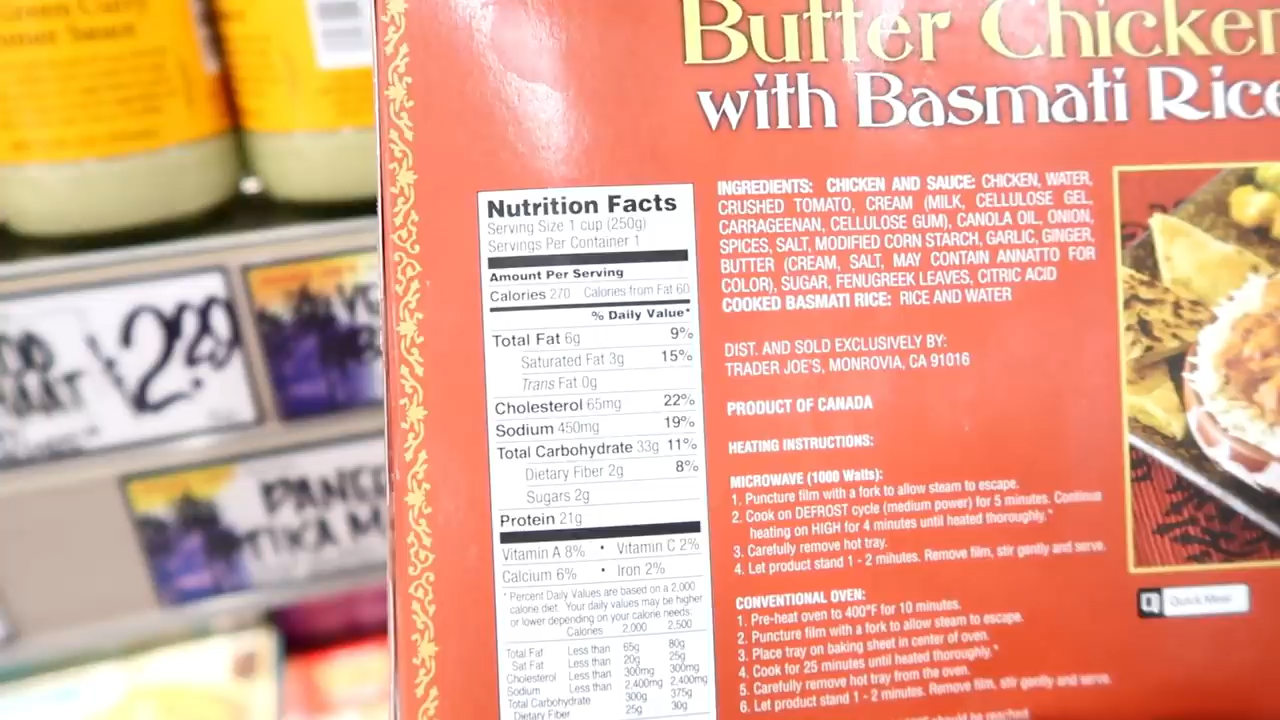 Butter Chicken
with Basmati Rice
Nutrition Facts
Serving Size 1 cup (250g)
Servings Per Container 1
Amount Per Serving
Calories 270 Calories from Fat 60
% Daily Value*
Total Fat 6g 9%
Saturated Fat 3g 15%
Trans Fat 0g
Cholesterol 65mg 22%
Sodium 450mg 19%
Total Carbohydrate 33g 11%
Dietary Fiber 2g 8%
Sugars 2g
Protein 21g
Vitamin A 8% • Vitamin C 2%
Calcium 6% • Iron 2%
* Percent Daily Values are based on a 2,000
calorie diet. Your daily values may be higher
or lower depending on your calorie needs:
Calories 2,000 2,500
Total Fat Less than 65g 80g
Sat Fat Less than 20g 25g
Cholesterol Less than 300mg 300mg
Sodium Less than 2,400mg 2,400mg
Total Carbohydrate 300g 375g
Dietary Fiber 25g 30g
INGREDIENTS: CHICKEN AND SAUCE: CHICKEN, WATER,
CRUSHED TOMATO, CREAM (MILK, CELLULOSE GEL,
CARRAGEENAN, CELLULOSE GUM), CANOLA OIL, ONION,
SPICES, SALT, MODIFIED CORN STARCH, GARLIC, GINGER,
BUTTER (CREAM, SALT, MAY CONTAIN ANNATTO FOR
COLOR), SUGAR, FENUGREEK LEAVES, CITRIC ACID
COOKED BASMATI RICE: RICE AND WATER
DIST. AND SOLD EXCLUSIVELY BY:
TRADER JOE'S, MONROVIA, CA 91016
PRODUCT OF CANADA
HEATING INSTRUCTIONS:
MICROWAVE (1000 Watts):
1. Puncture film with a fork to allow steam to escape.
2. Cook on DEFROST cycle (medium power) for 5 minutes. Continue
heating on HIGH for 4 minutes until heated thoroughly.*
3. Carefully remove hot tray.
4. Let product stand 1 - 2 minutes. Remove film, stir gently and serve.
CONVENTIONAL OVEN:
1. Pre-heat oven to 400°F for 10 minutes.
2. Puncture film with a fork to allow steam to escape.
3. Place tray on baking sheet in center of oven.
4. Cook for 25 minutes until heated thoroughly.*
5. Carefully remove hot tray from the oven.
6. Let product stand 1 - 2 minutes. Remove film, stir gently and serve.
should be reached
Green Curry
Sauce
$2.29